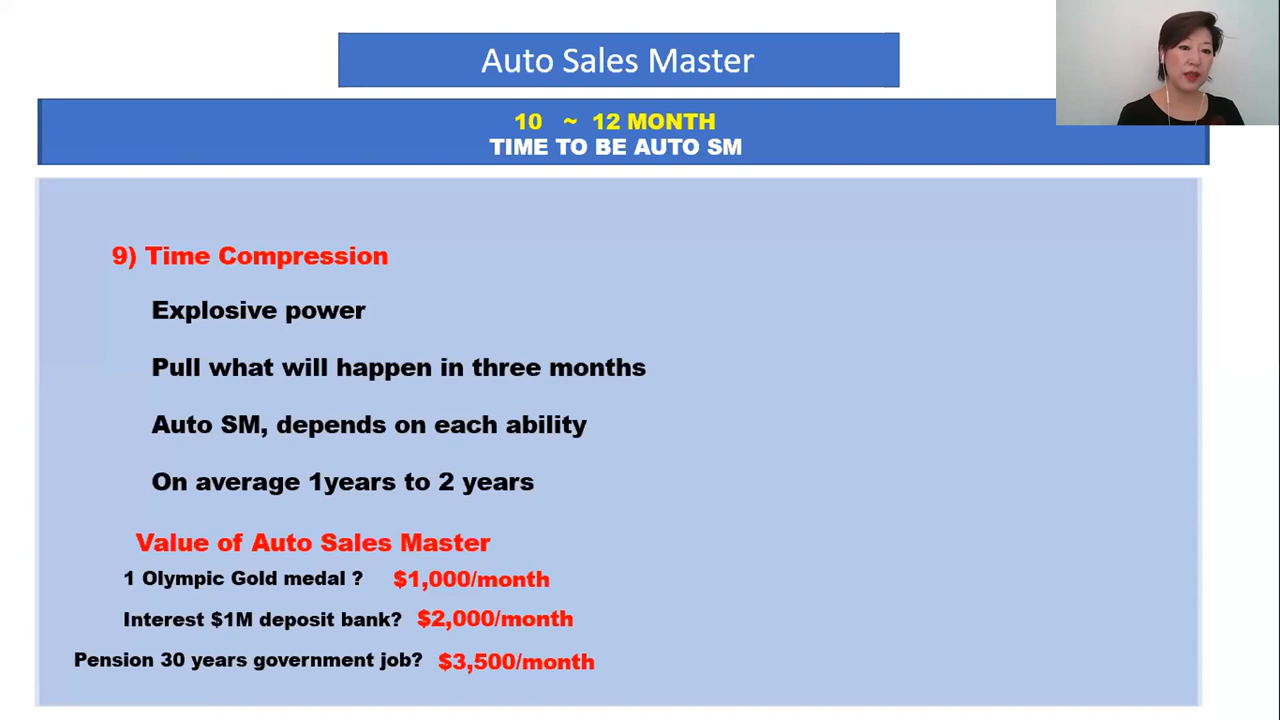 Auto Sales Master
10 ~ 12 MONTH
TIME TO BE AUTO SM
9) Time Compression
Explosive power
Pull what will happen in three months
Auto SM, depends on each ability
On average 1years to 2 years
Value of Auto Sales Master
1 Olympic Gold medal ? $1,000/month
Interest $1M deposit bank? $2,000/month
Pension 30 years government job? $3,500/month